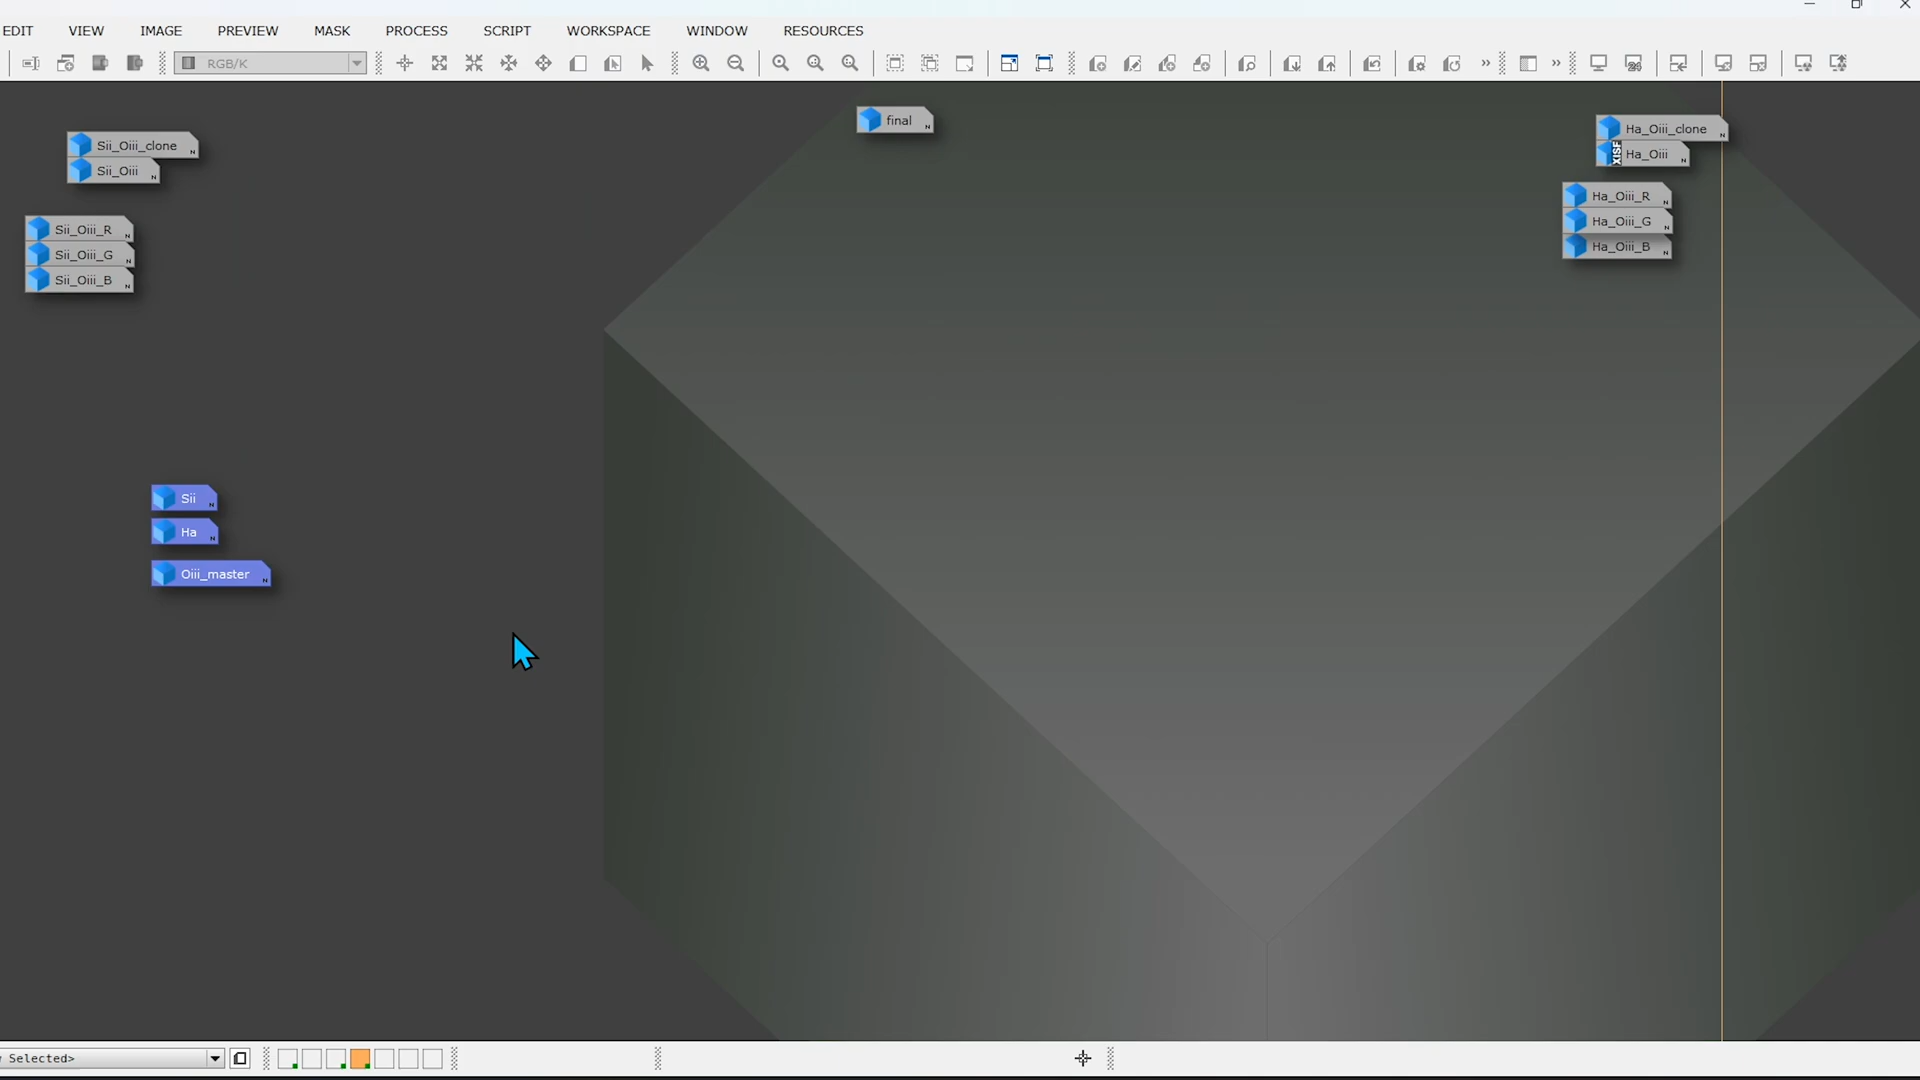 EDIT VIEW IMAGE PREVIEW MASK PROCESS SCRIPT WORKSPACE WINDOW RESOURCES
RGB/K
final
Sii_Oiii_clone
Sii_Oiii
Sii_Oiii_R
Sii_Oiii_G
Sii_Oiii_B
Ha_Oiii_clone
XISF
Ha_Oiii
Ha_Oiii_R
Ha_Oiii_G
Ha_Oiii_B
Sii
Ha
Oiii_master
Selected>